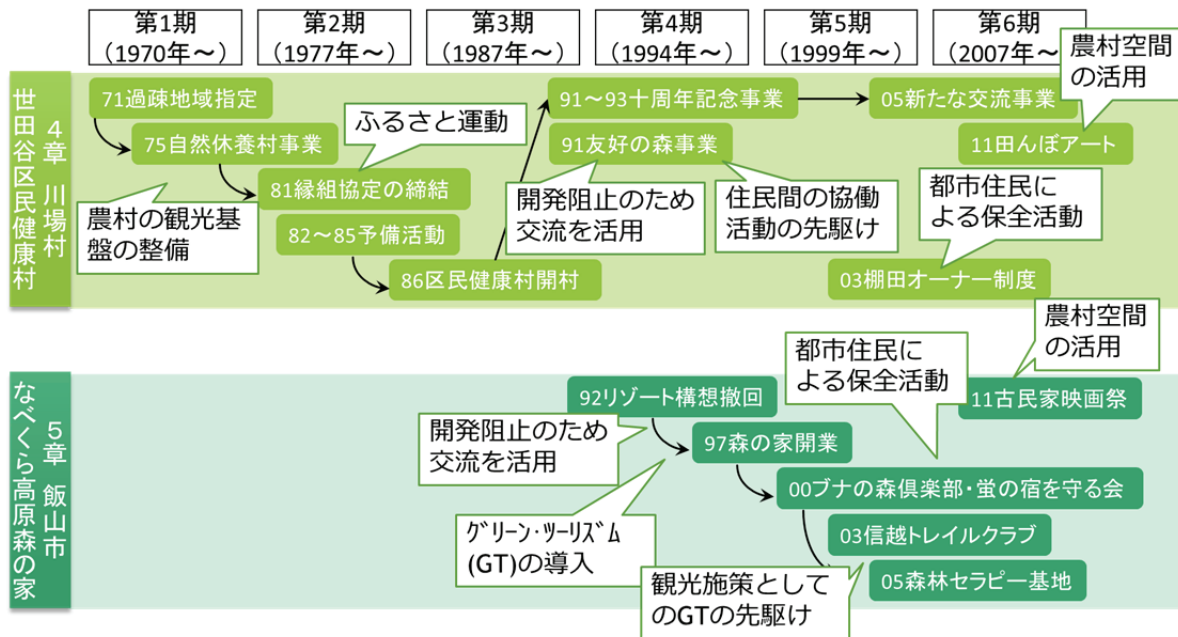 第1期
（1970年～）
第2期
（1977年～）
第3期
（1987年～）
第4期
（1994年～）
第5期
（1999年～）
第6期
（2007年～）
4章 川場村
世田谷区民健康村
71過疎地域指定
75自然休養村事業
農村の観光基
盤の整備
ふるさと運動
81縁組協定の締結
82～85予備活動
86区民健康村開村
91～93十周年記念事業
91友好の森事業
開発阻止のため
交流を活用
住民間の協働
活動の先駆け
05新たな交流事業
農村空間
の活用
11田んぼアート
都市住民に
よる保全活動
03棚田オーナー制度
5章 飯山市
なべくら高原森の家
92リゾート構想撤回
開発阻止のため
交流を活用
97森の家開業
ｸﾞﾘｰﾝ･ﾂｰﾘｽﾞﾑ
(GT)の導入
都市住民に
よる保全活動
00ブナの森倶楽部・蛍の宿を守る会
農村空間
の活用
11古民家映画祭
03信越トレイルクラブ
05森林セラピー基地
観光施策として
のGTの先駆け